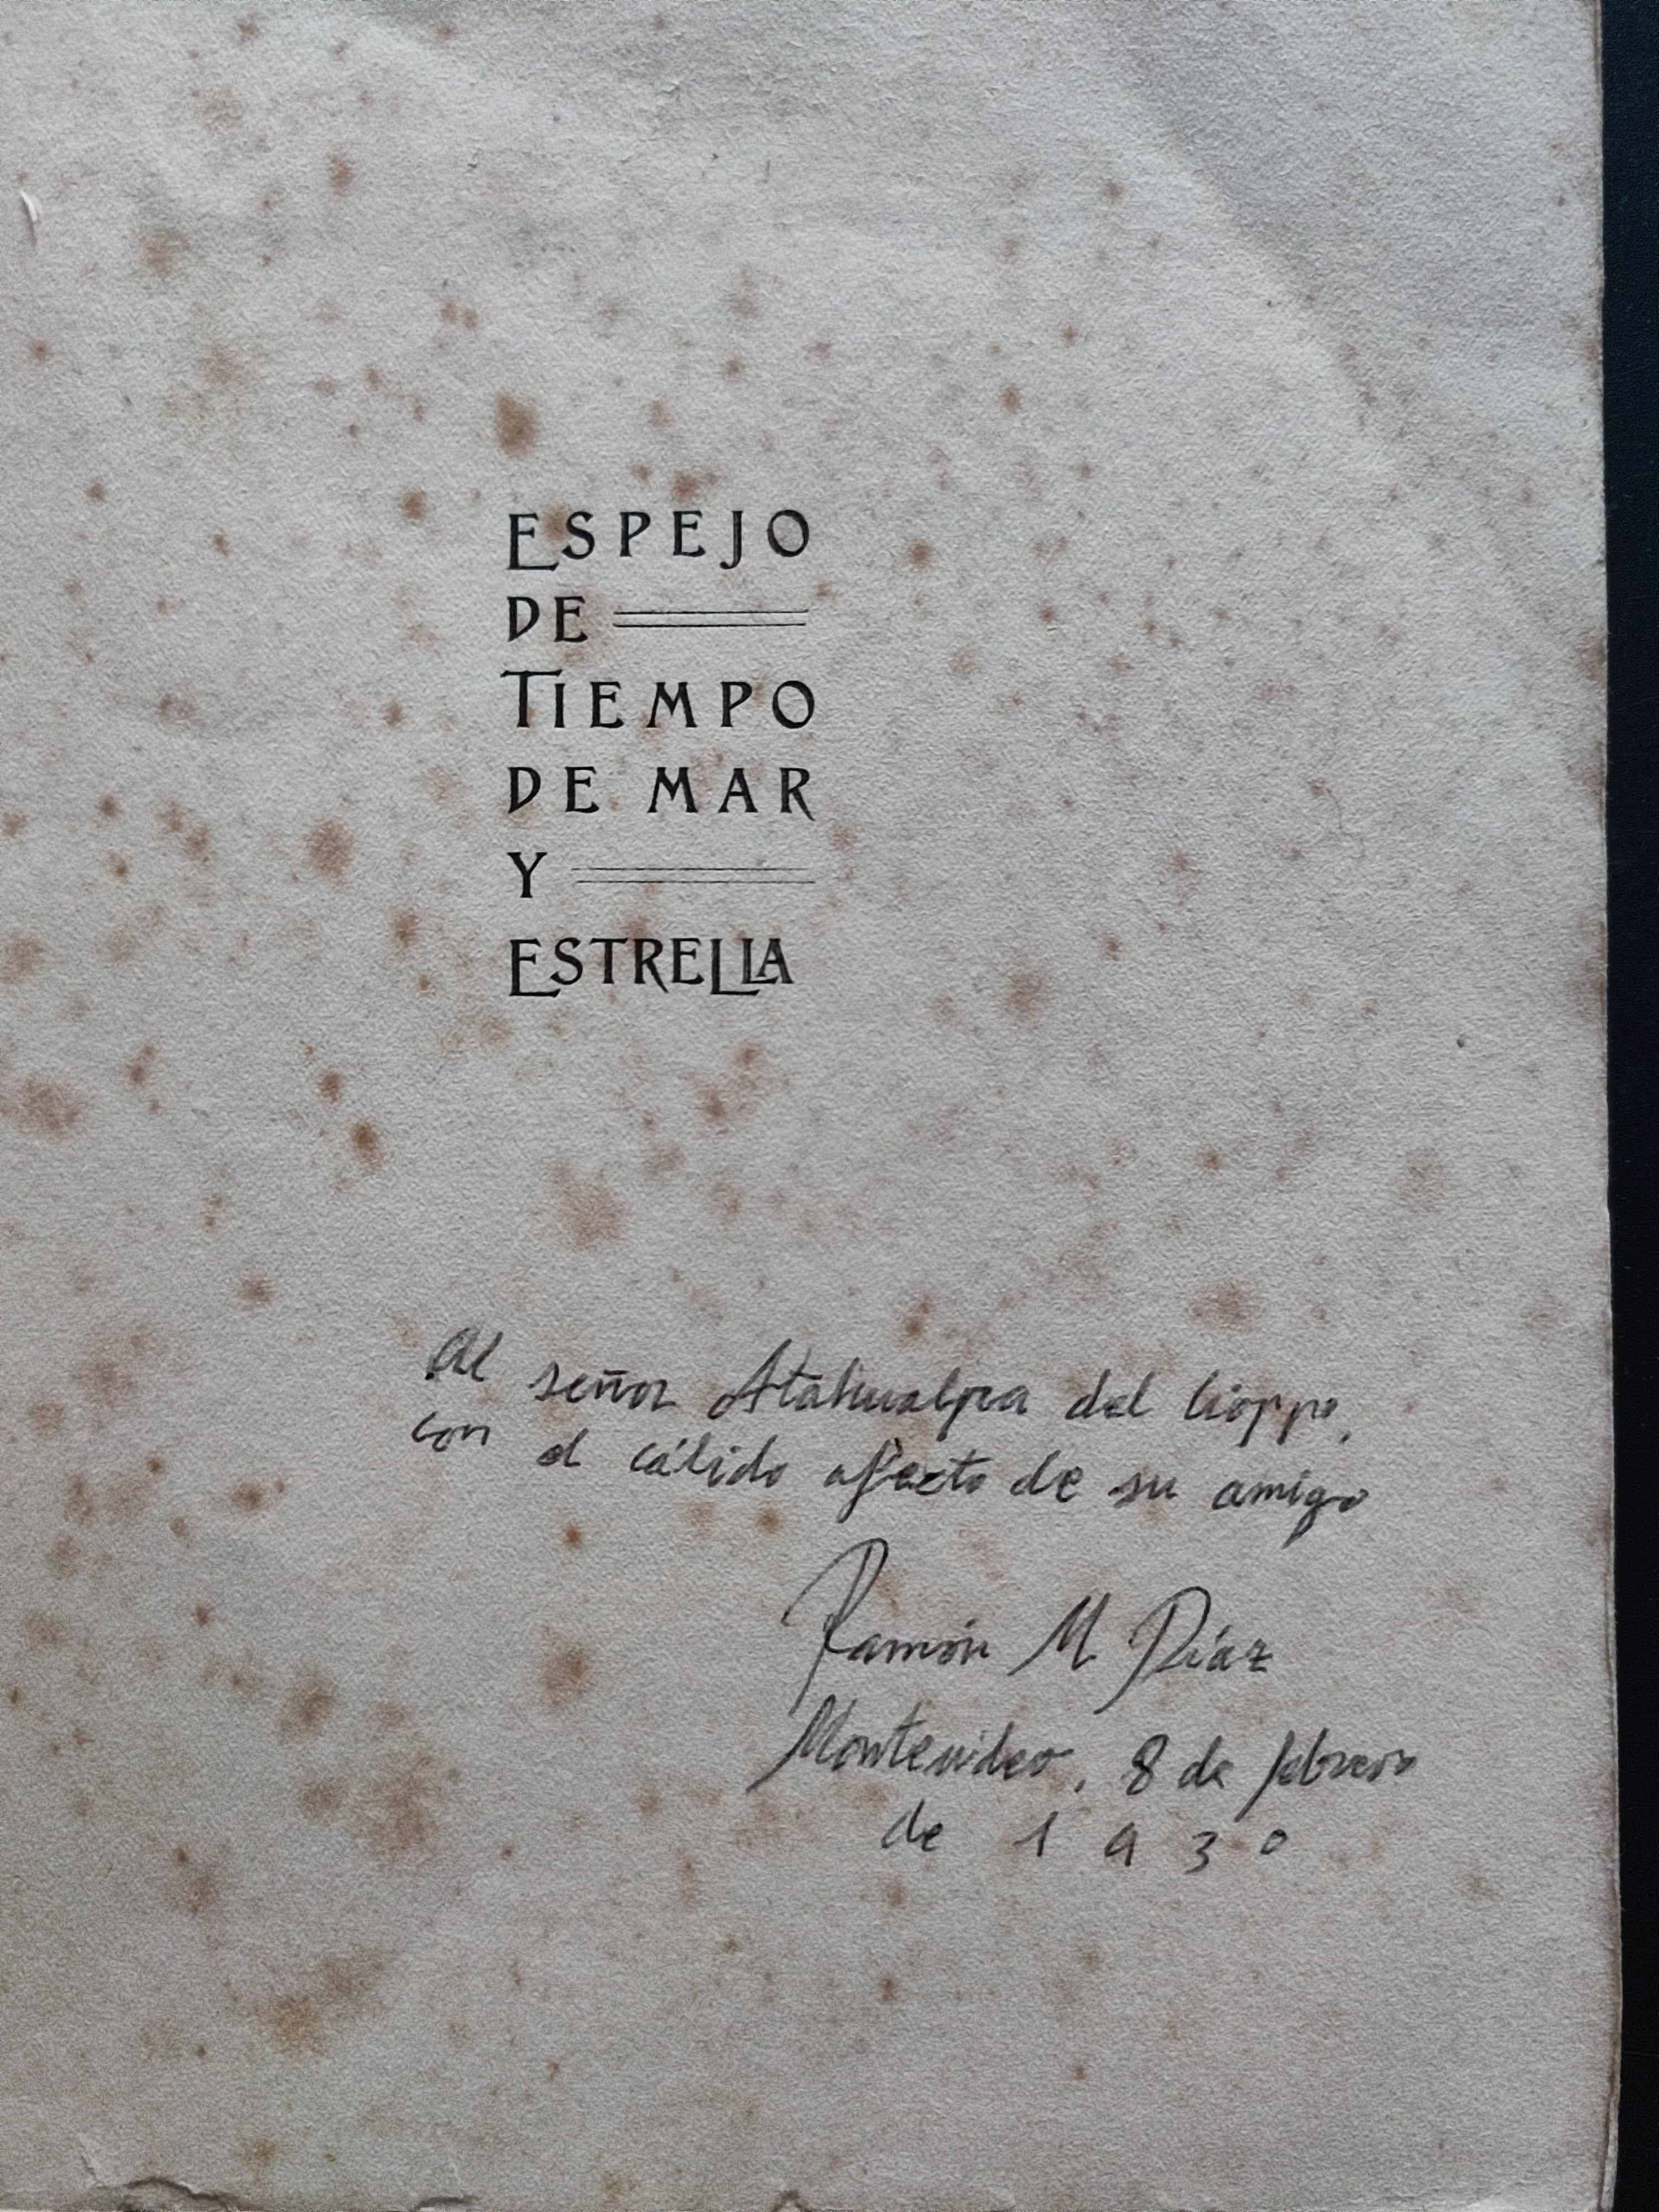 ESPEJO
DE
TIEMPO
DE MAR
Y
ESTRELLA
Al señor Atahualpa del Cioppo,
con el cálido afecto de su amigo
Ramón M. Díaz
Montevideo, 8 de febrero
de 1930